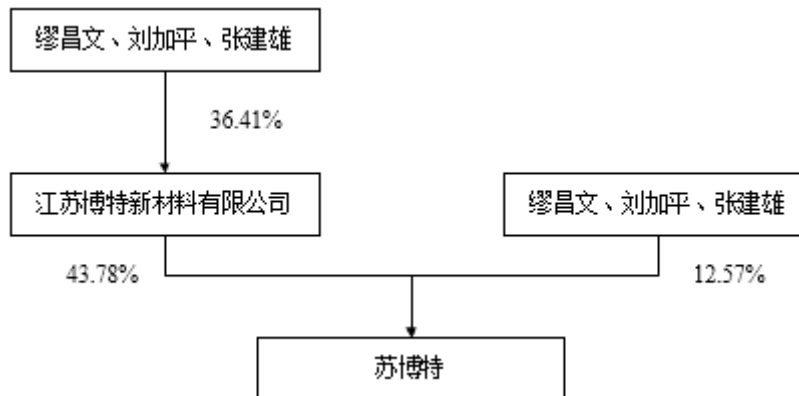 缪昌文、刘加平、张建雄
36.41%
江苏博特新材料有限公司
缪昌文、刘加平、张建雄
43.78%
12.57%
苏博特